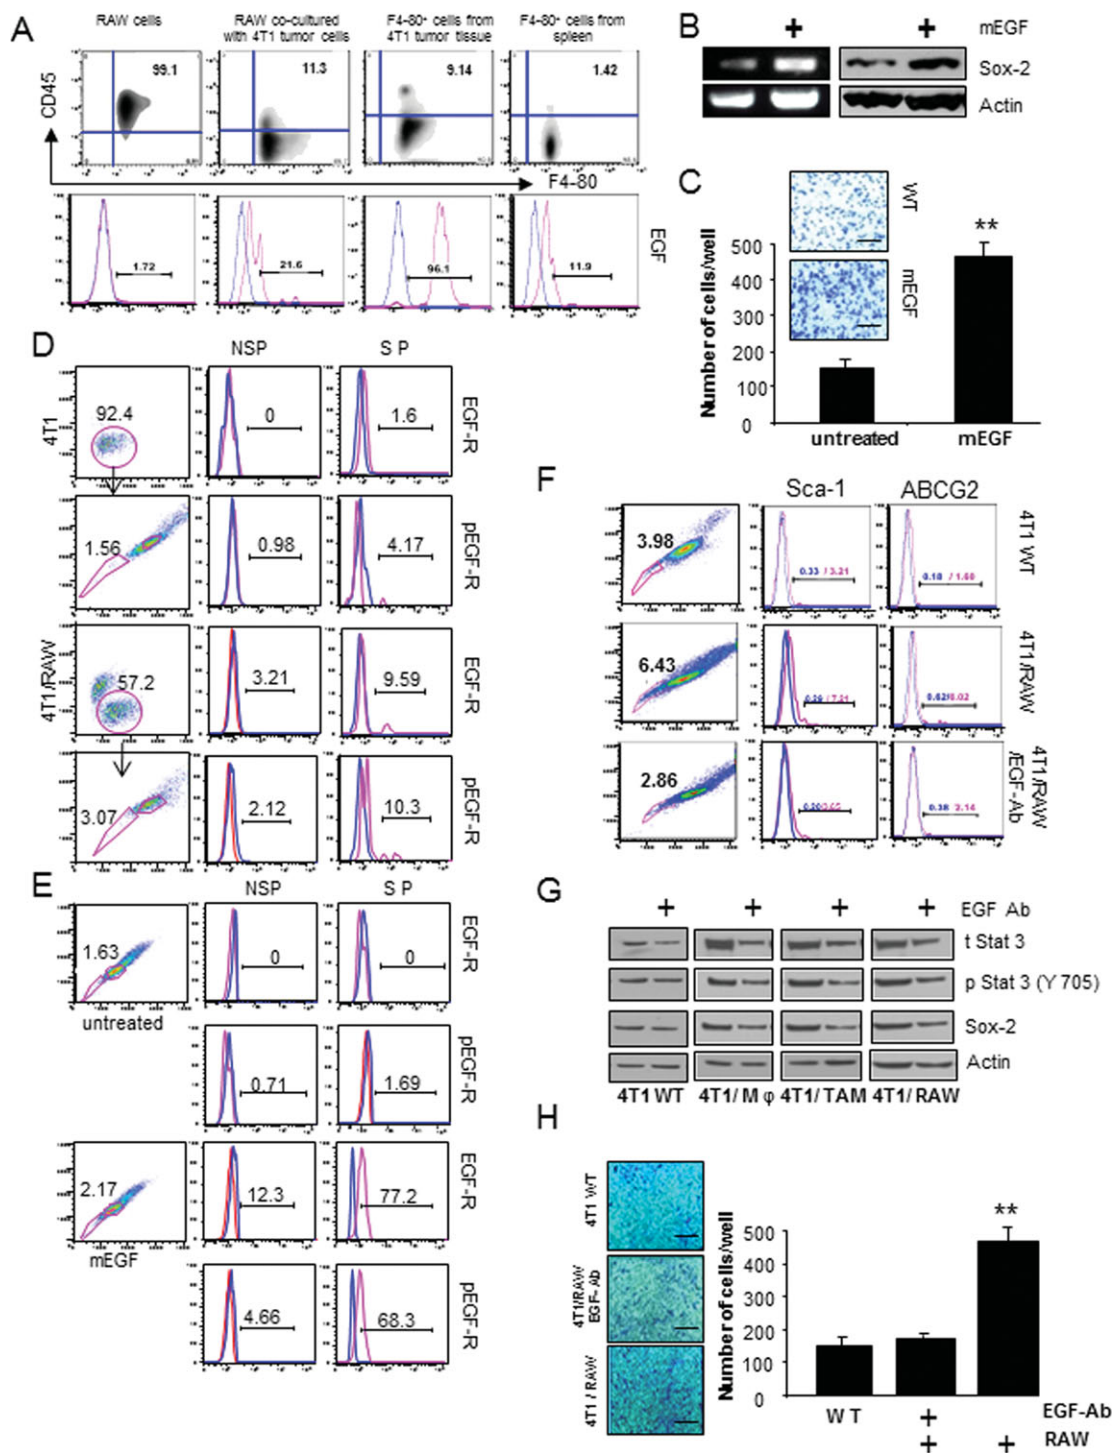 A
RAW cells
RAW co-cultured
with 4T1 tumor cells
F4-80⁺ cells from
4T1 tumor tissue
F4-80⁺ cells from
spleen
CD45
99.1
11.3
9.14
1.42
F4-80
1.72
21.6
96.1
11.9
EGF
B
+ + mEGF
Sox-2
Actin
C
WT
mEGF
**
Number of cells/well
500
400
300
200
100
0
untreated mEGF
D
NSP S P
4T1
92.4
0
1.6
EGF-R
1.56
0.98
4.17
pEGF-R
4T1/RAW
57.2
3.21
9.59
EGF-R
3.07
2.12
10.3
pEGF-R
E
NSP S P
1.63
untreated
0
0
EGF-R
0.71
1.69
pEGF-R
2.17
mEGF
12.3
77.2
EGF-R
4.66
68.3
pEGF-R
F
Sca-1 ABCG2
3.98
0.33 / 3.21
0.18 / 1.60
4T1 WT
6.43
4T1/RAW
2.86
4T1/RAW
/EGF-Ab
G
+ + + + EGF Ab
t Stat 3
p Stat 3 (Y 705)
Sox-2
Actin
4T1 WT 4T1/ M φ 4T1/ TAM 4T1/ RAW
H
4T1 WT
4T1/RAW
EGF-Ab
4T1 / RAW
**
Number of cells/well
500
400
300
200
100
0
W T
+ EGF-Ab
+ + RAW